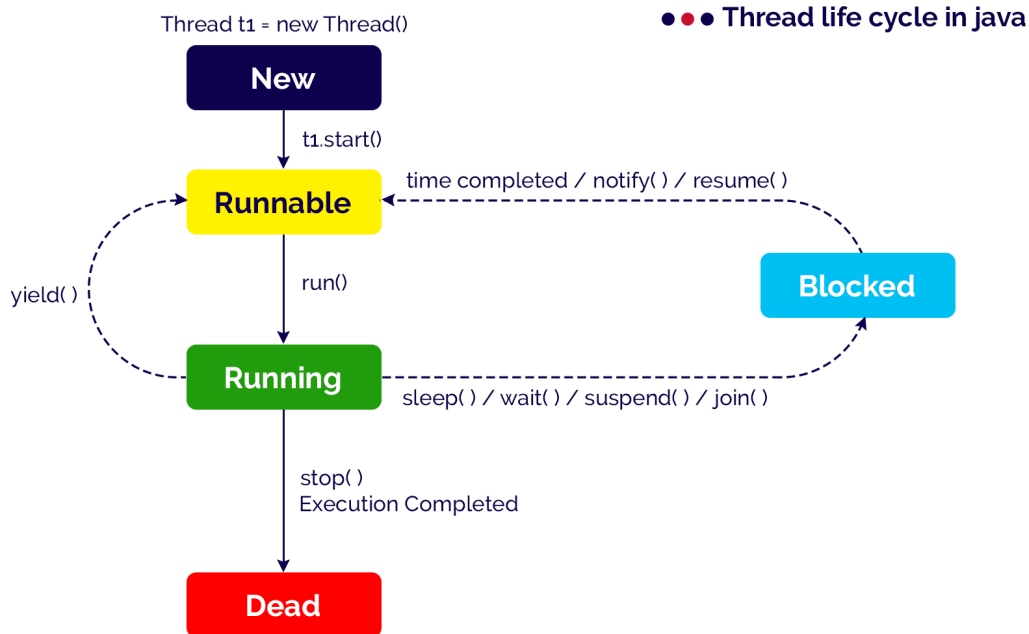 Thread life cycle in java
Thread t1 = new Thread()
New
t1.start()
time completed / notify( ) / resume( )
Runnable
run()
Blocked
yield( )
Running
sleep( ) / wait( ) / suspend( ) / join( )
stop( )
Execution Completed
Dead